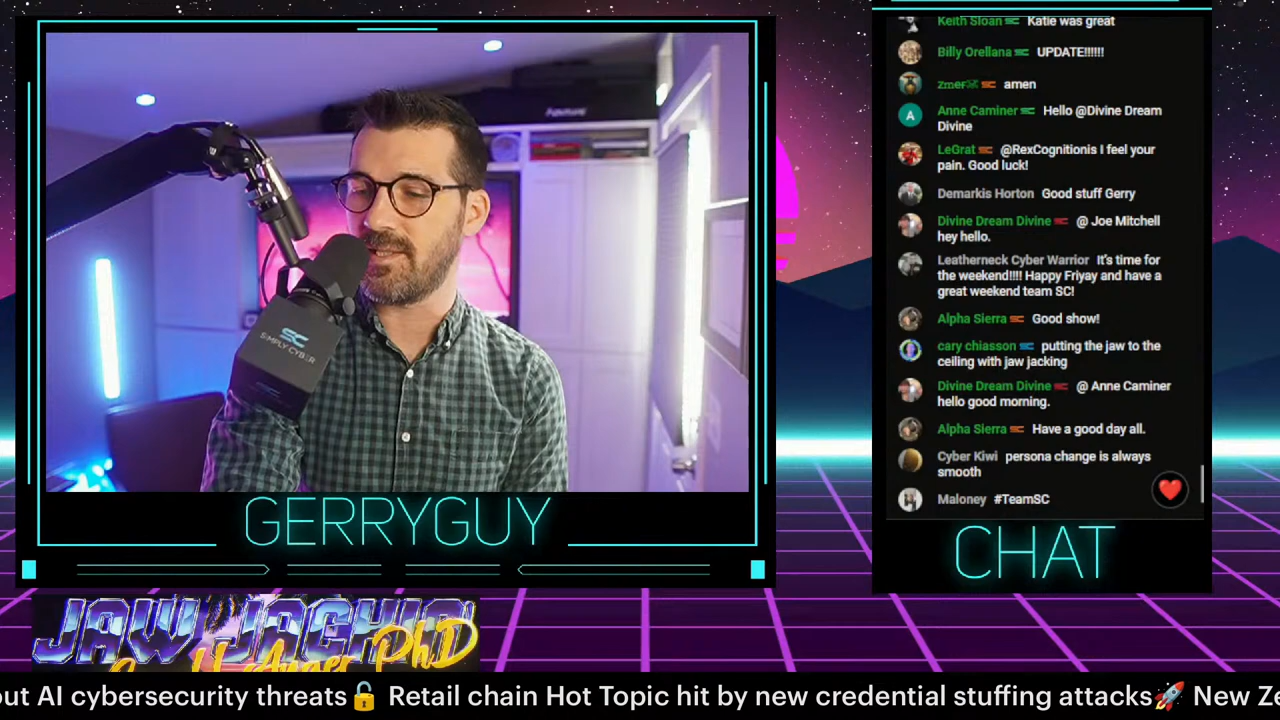 SC
SIMPLY CYBER
GERRYGUY
Keith Sloan Katie was great
Billy Orellana UPDATE!!!!!!
zmer amen
A
Anne Caminer Hello @Divine Dream
Divine
LeGrat @RexCognitionis I feel your
pain. Good luck!
Demarkis Horton Good stuff Gerry
Divine Dream Divine @ Joe Mitchell
hey hello.
Leatherneck Cyber Warrior It's time for
the weekend!!!! Happy Friyay and have a
great weekend team SC!
Alpha Sierra Good show!
cary chiasson putting the jaw to the
ceiling with jaw jacking
Divine Dream Divine @ Anne Caminer
hello good morning.
Alpha Sierra Have a good day all.
Cyber Kiwi persona change is always
smooth
Maloney #TeamSC
CHAT
JAW
PhD
out AI cybersecurity threats🔓 Retail chain Hot Topic hit by new credential stuffing attacks🚀 New Ze